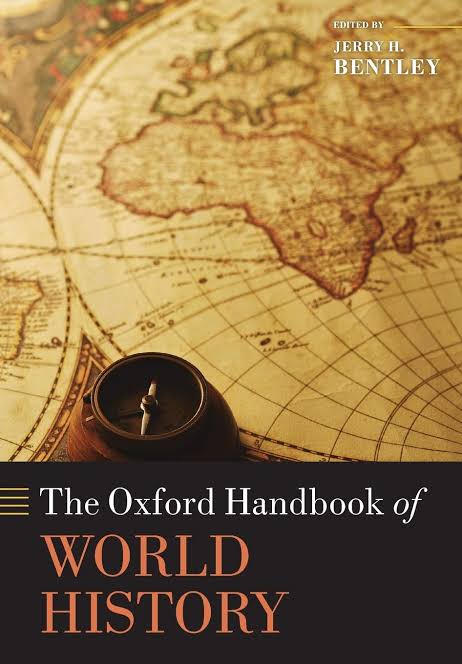 EDITED BY
JERRY H.
BENTLEY
The Oxford Handbook of
WORLD
HISTORY